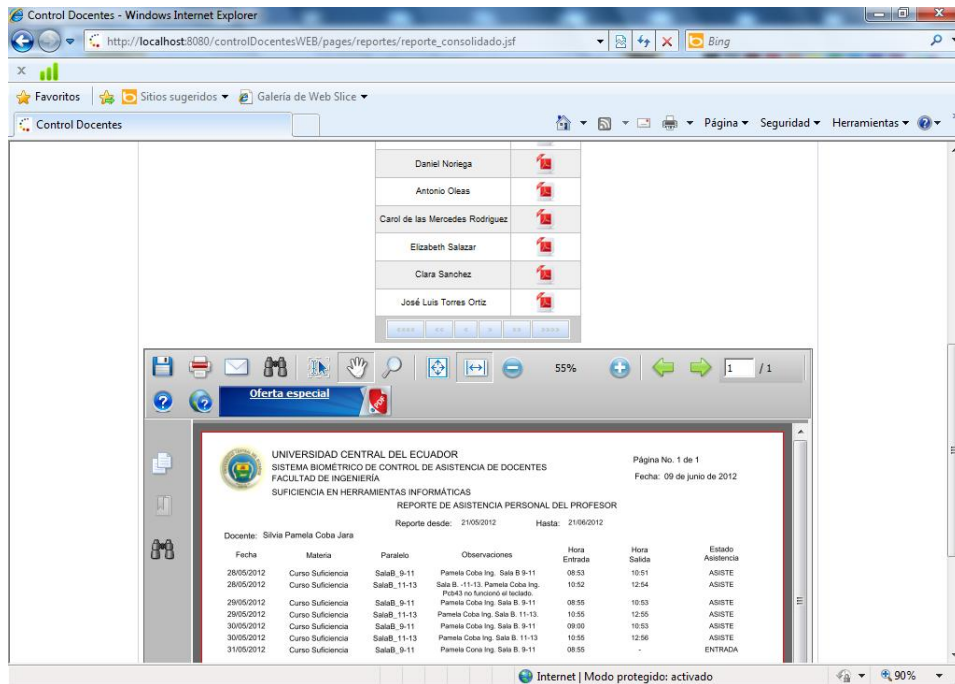 Control Docentes - Windows Internet Explorer
http://localhost:8080/controlDocentesWEB/pages/reportes/reporte_consolidado.jsf
Bing
x
Favoritos Sitios sugeridos Galería de Web Slice
Control Docentes Página Seguridad Herramientas
Daniel Noriega
Antonio Oleas
Carol de las Mercedes Rodriguez
Elizabeth Salazar
Clara Sanchez
José Luis Torres Ortiz
55% 1 / 1
Oferta especial PDF
UNIVERSIDAD CENTRAL DEL ECUADOR Página No. 1 de 1
SISTEMA BIOMÉTRICO DE CONTROL DE ASISTENCIA DE DOCENTES
FACULTAD DE INGENIERÍA Fecha: 09 de junio de 2012
SUFICIENCIA EN HERRAMIENTAS INFORMÁTICAS
REPORTE DE ASISTENCIA PERSONAL DEL PROFESOR
Reporte desde: 21/05/2012 Hasta: 21/06/2012
Docente: Silvia Pamela Coba Jara
Fecha Materia Paralelo Observaciones Hora Entrada Hora Salida Estado Asistencia
28/05/2012 Curso Suficiencia SalaB_9-11 Pamela Coba Ing. Sala B 9-11 08:53 10:51 ASISTE
28/05/2012 Curso Suficiencia SalaB_11-13 Sala B. -11-13. Pamela Coba Ing. 10:52 12:54 ASISTE
Pcb43 no funcionó el teclado.
29/05/2012 Curso Suficiencia SalaB_9-11 Pamela Coba Ing. Sala B. 9-11 08:55 10:53 ASISTE
29/05/2012 Curso Suficiencia SalaB_11-13 Pamela Coba Ing. Sala B. 11-13. 10:55 12:55 ASISTE
30/05/2012 Curso Suficiencia SalaB_9-11 Pamela Coba Ing. Sala B. 9-11 09:00 10:53 ASISTE
30/05/2012 Curso Suficiencia SalaB_11-13 Pamela Coba Ing. Sala B. 11-13 10:55 12:56 ASISTE
31/05/2012 Curso Suficiencia SalaB_9-11 Pamela Cona Ing. Sala B. 9-11 08:55 - ENTRADA
Internet | Modo protegido: activado 90%